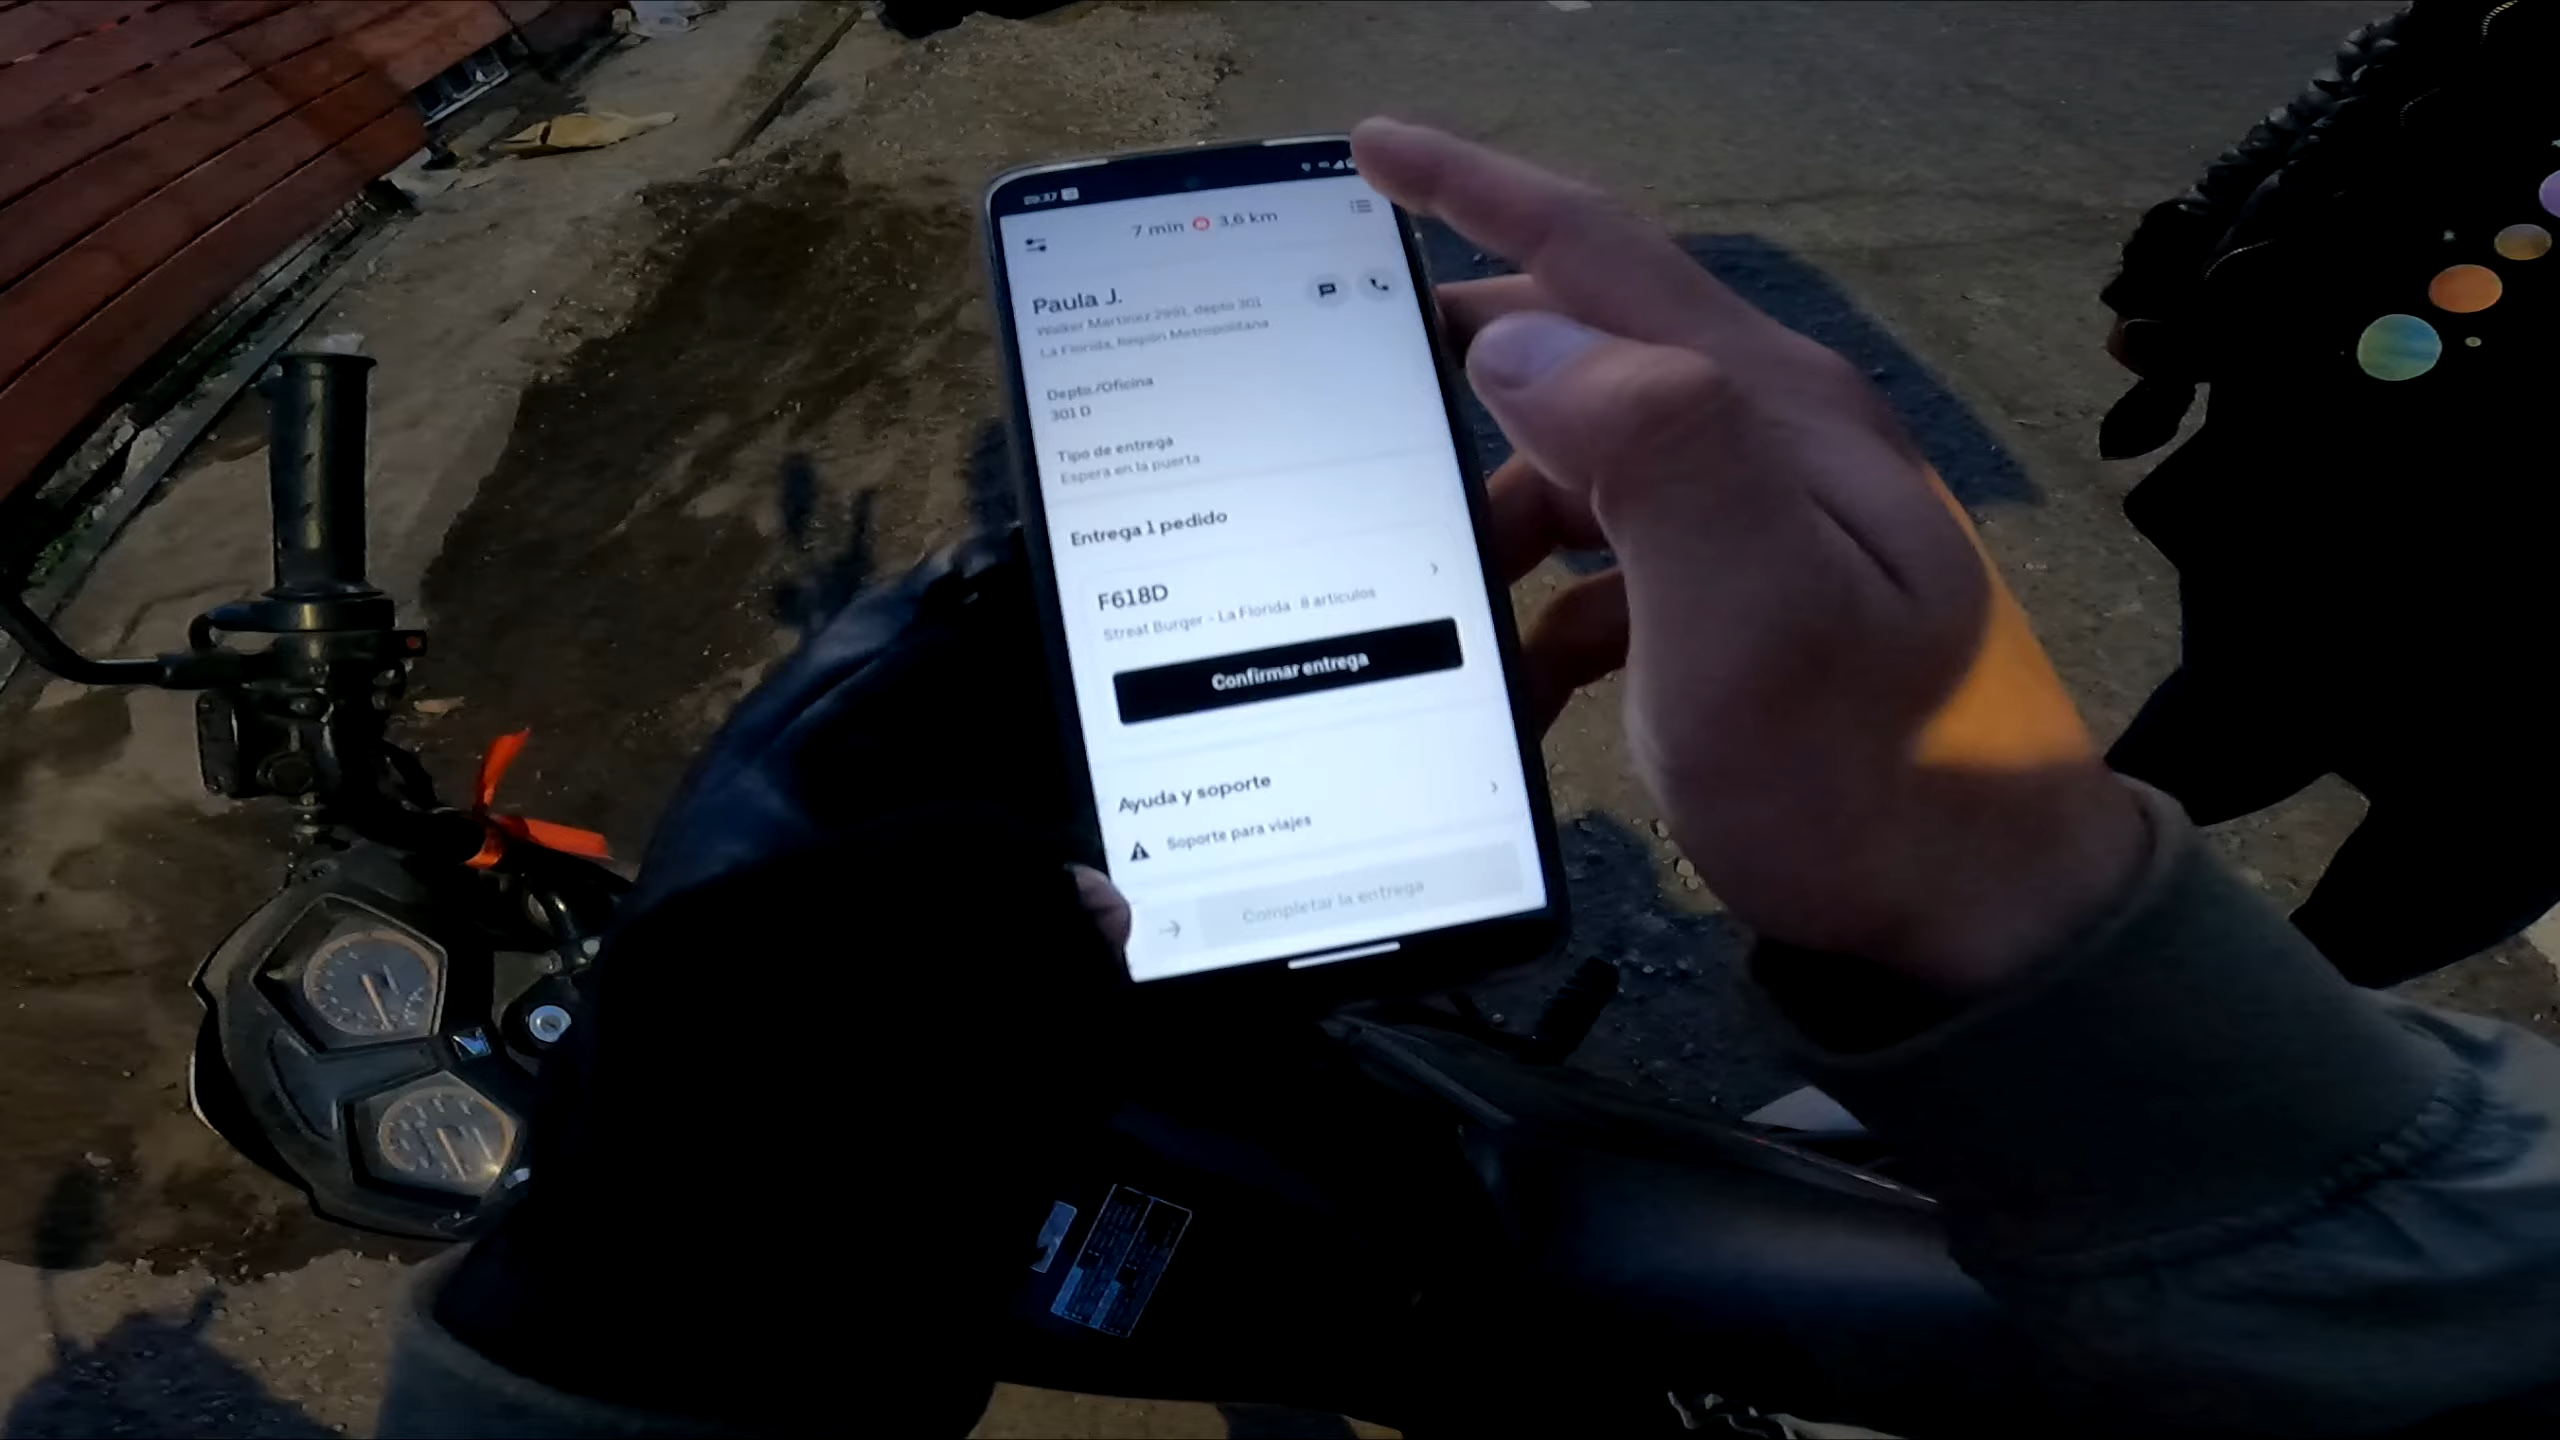 7 min 3,6 km
Paula J.
Walker Martinez 2991, depto 301
La Florida, Región Metropolitana
Depto./Oficina
301 D
Tipo de entrega
Espera en la puerta
Entrega 1 pedido
F618D
Streat Burger - La Florida · 8 artículos
Confirmar entrega
Ayuda y soporte
Soporte para viajes
Completar la entrega